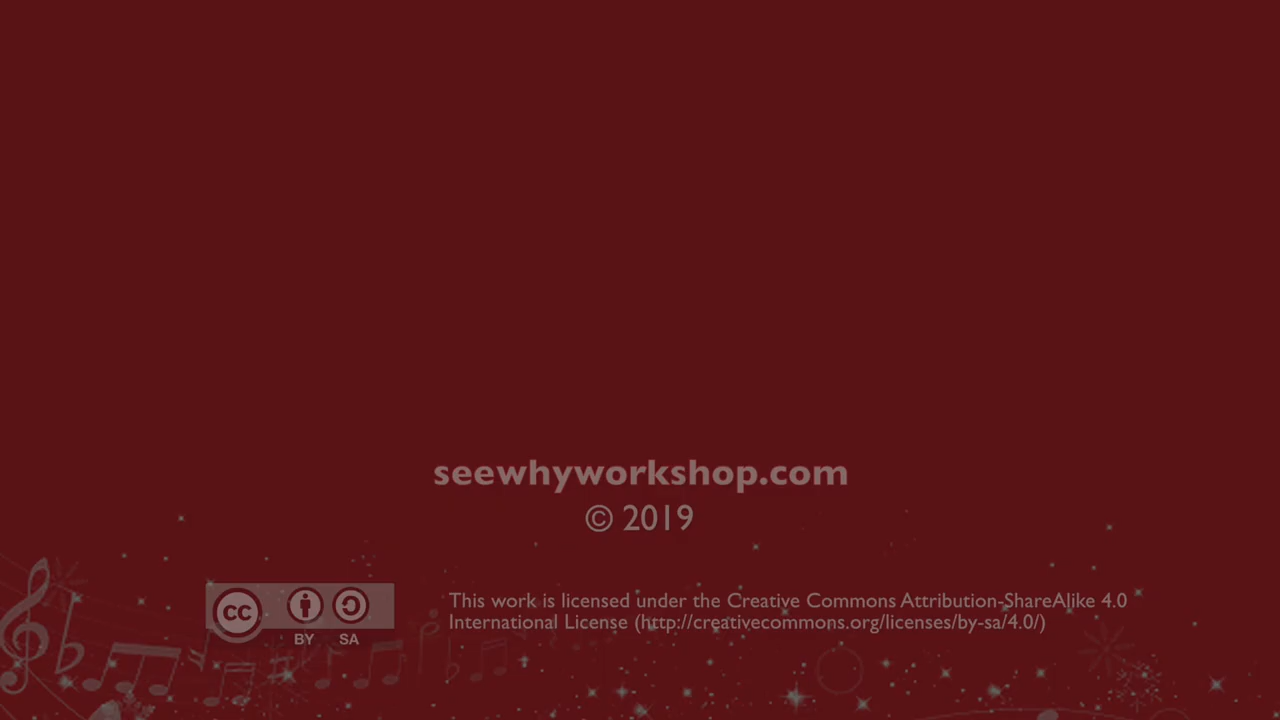 seewhyworkshop.com
© 2019
cc
BY SA
This work is licensed under the Creative Commons Attribution-ShareAlike 4.0
International License (http://creativecommons.org/licenses/by-sa/4.0/)